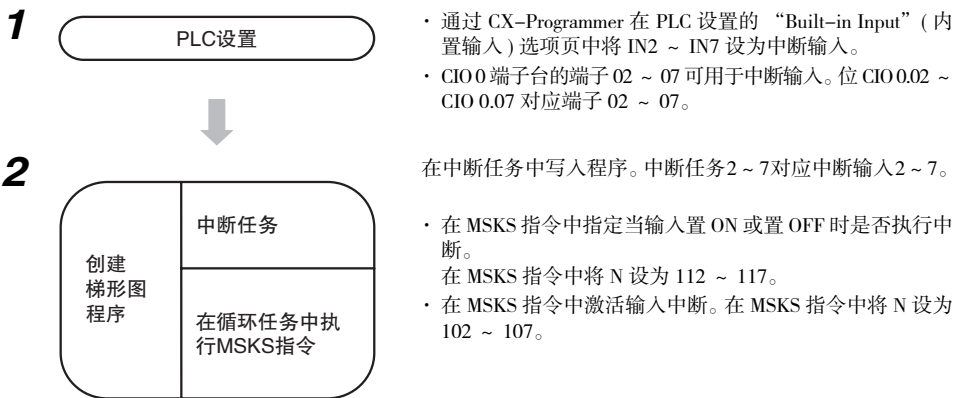 1
PLC设置
· 通过 CX-Programmer 在 PLC 设置的 “Built-in Input”( 内
置输入 ) 选项页中将 IN2 ~ IN7 设为中断输入。
· CIO 0 端子台的端子 02 ~ 07 可用于中断输入。位 CIO 0.02 ~
CIO 0.07 对应端子 02 ~ 07。
2
创建
梯形图
程序
中断任务
在循环任务中执
行MSKS指令
在中断任务中写入程序。中断任务2 ~ 7对应中断输入2 ~ 7。
· 在 MSKS 指令中指定当输入置 ON 或置 OFF 时是否执行中
断。
在 MSKS 指令中将 N 设为 112 ~ 117。
· 在 MSKS 指令中激活输入中断。在 MSKS 指令中将 N 设为
102 ~ 107。